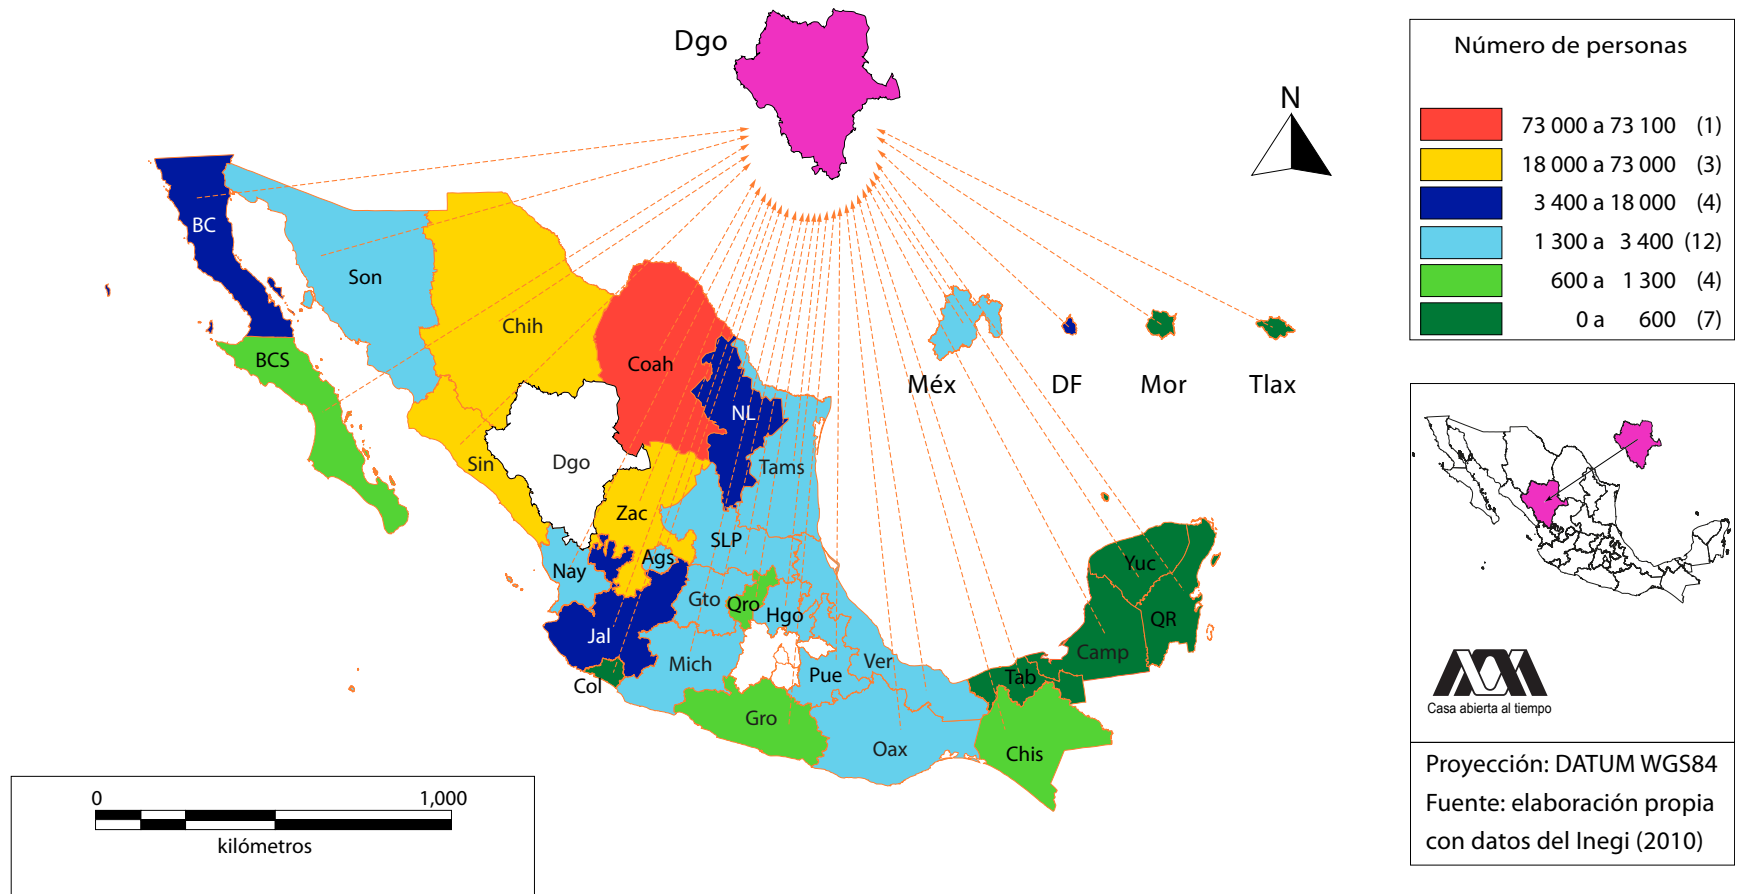 Dgo
N
Número de personas
73 000 a 73 100 (1)
18 000 a 73 000 (3)
3 400 a 18 000 (4)
1 300 a 3 400 (12)
600 a 1 300 (4)
0 a 600 (7)
BC
Son
Chih
BCS
Coah
Méx
DF
Mor
Tlax
NL
Sin
Dgo
Tams
Zac
SLP
Ags
Nay
Yuc
Gto
Qro
Hgo
QR
Jal
Camp
Mich
Ver
Pue
Tab
Col
Gro
Oax
Chis
Casa abierta al tiempo
Proyección: DATUM WGS84
Fuente: elaboración propia
con datos del Inegi (2010)
0 1,000
kilómetros